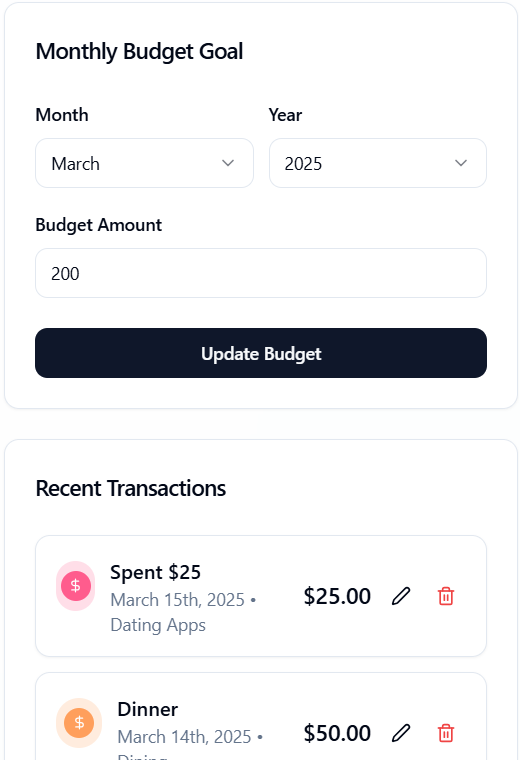 Monthly Budget Goal
Month
Year
March
2025
Budget Amount
200
Update Budget
Recent Transactions
$
Spent $25
March 15th, 2025 •
Dating Apps
$25.00
$
Dinner
March 14th, 2025 •
$50.00